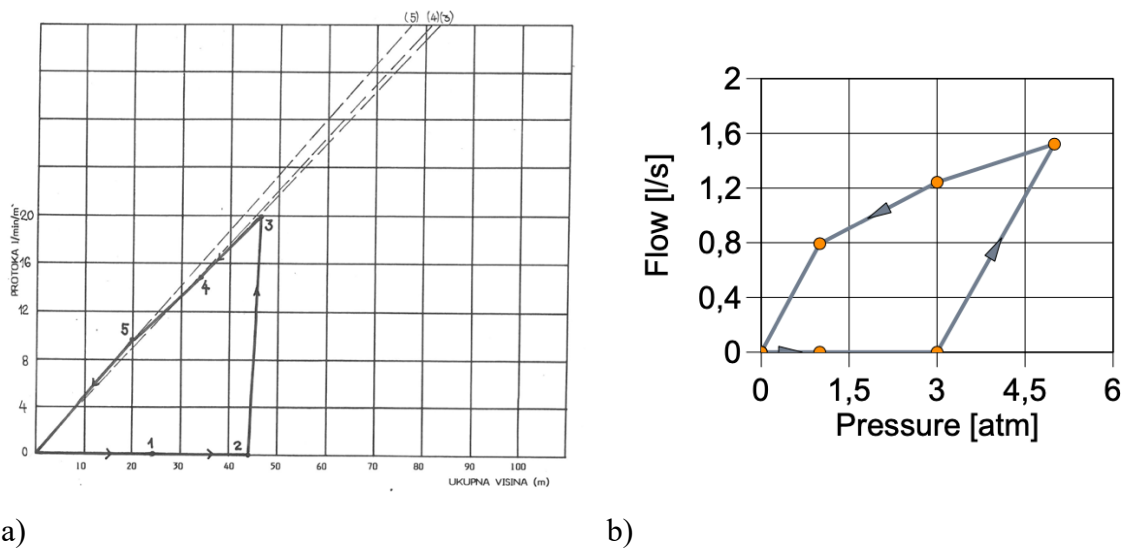 (5) (4)(3)
PROTOKA l/min/m'
20
16
12
8
4
0
5
4
3
1
2
10 20 30 40 50 60 70 80 90 100
UKUPNA VISINA (m)
a)
Flow [l/s]
2
1,6
1,2
0,8
0,4
0
0 1,5 3 4,5 6
Pressure [atm]
b)